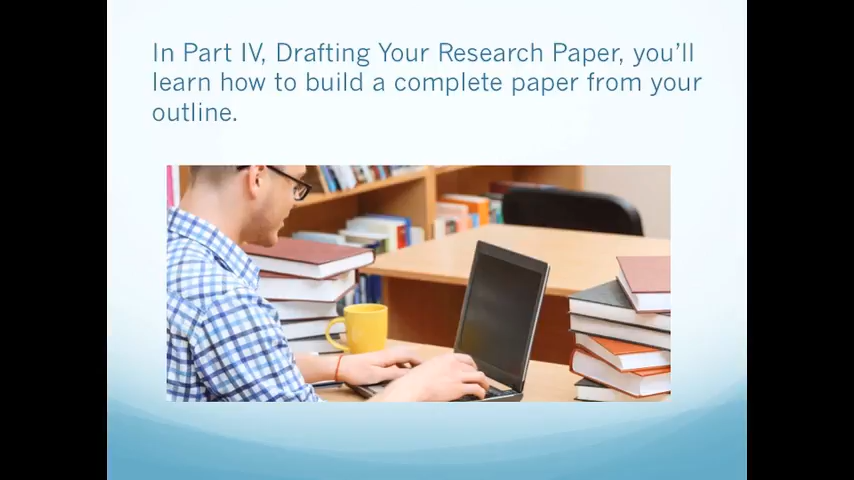 In Part IV, Drafting Your Research Paper, you’ll
learn how to build a complete paper from your
outline.